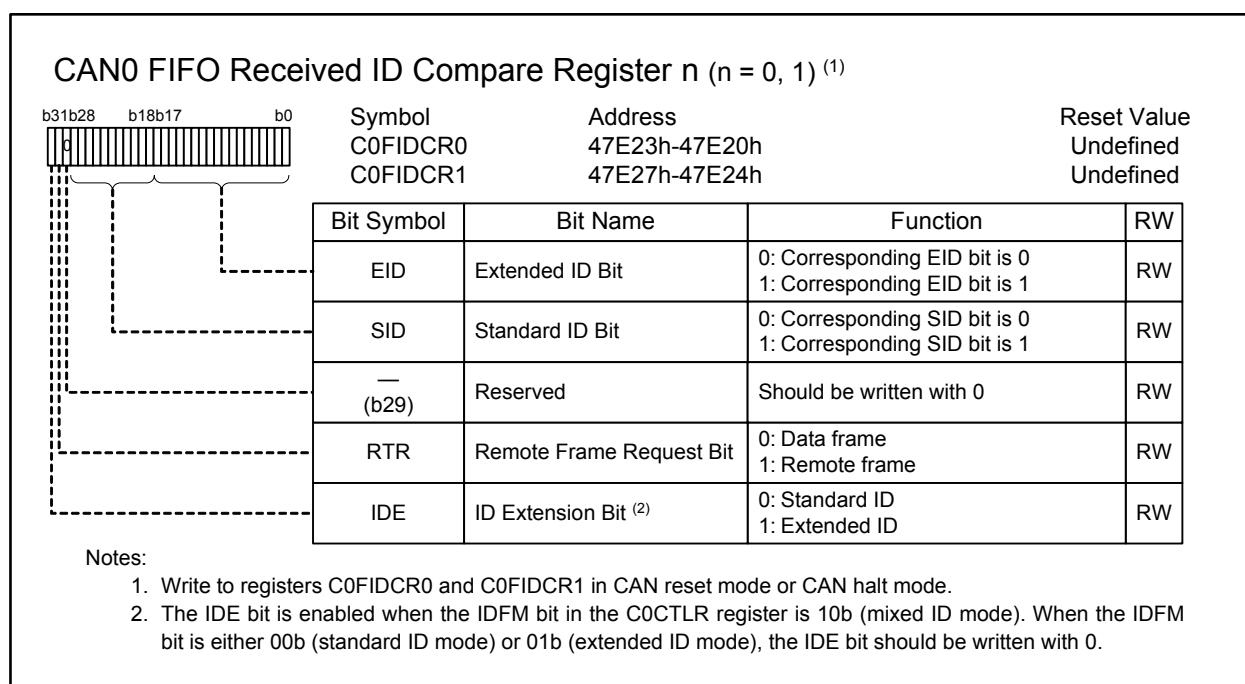 CAN0 FIFO Received ID Compare Register n (n = 0, 1) (1)
b31b28 b18b17 b0
0
Symbol Address Reset Value
C0FIDCR0 47E23h-47E20h Undefined
C0FIDCR1 47E27h-47E24h Undefined
Bit Symbol Bit Name Function RW
EID Extended ID Bit 0: Corresponding EID bit is 0 RW
1: Corresponding EID bit is 1
SID Standard ID Bit 0: Corresponding SID bit is 0 RW
1: Corresponding SID bit is 1
— (b29) Reserved Should be written with 0 RW
RTR Remote Frame Request Bit 0: Data frame RW
1: Remote frame
IDE ID Extension Bit (2) 0: Standard ID RW
1: Extended ID
Notes:
1. Write to registers C0FIDCR0 and C0FIDCR1 in CAN reset mode or CAN halt mode.
2. The IDE bit is enabled when the IDFM bit in the C0CTLR register is 10b (mixed ID mode). When the IDFM
bit is either 00b (standard ID mode) or 01b (extended ID mode), the IDE bit should be written with 0.